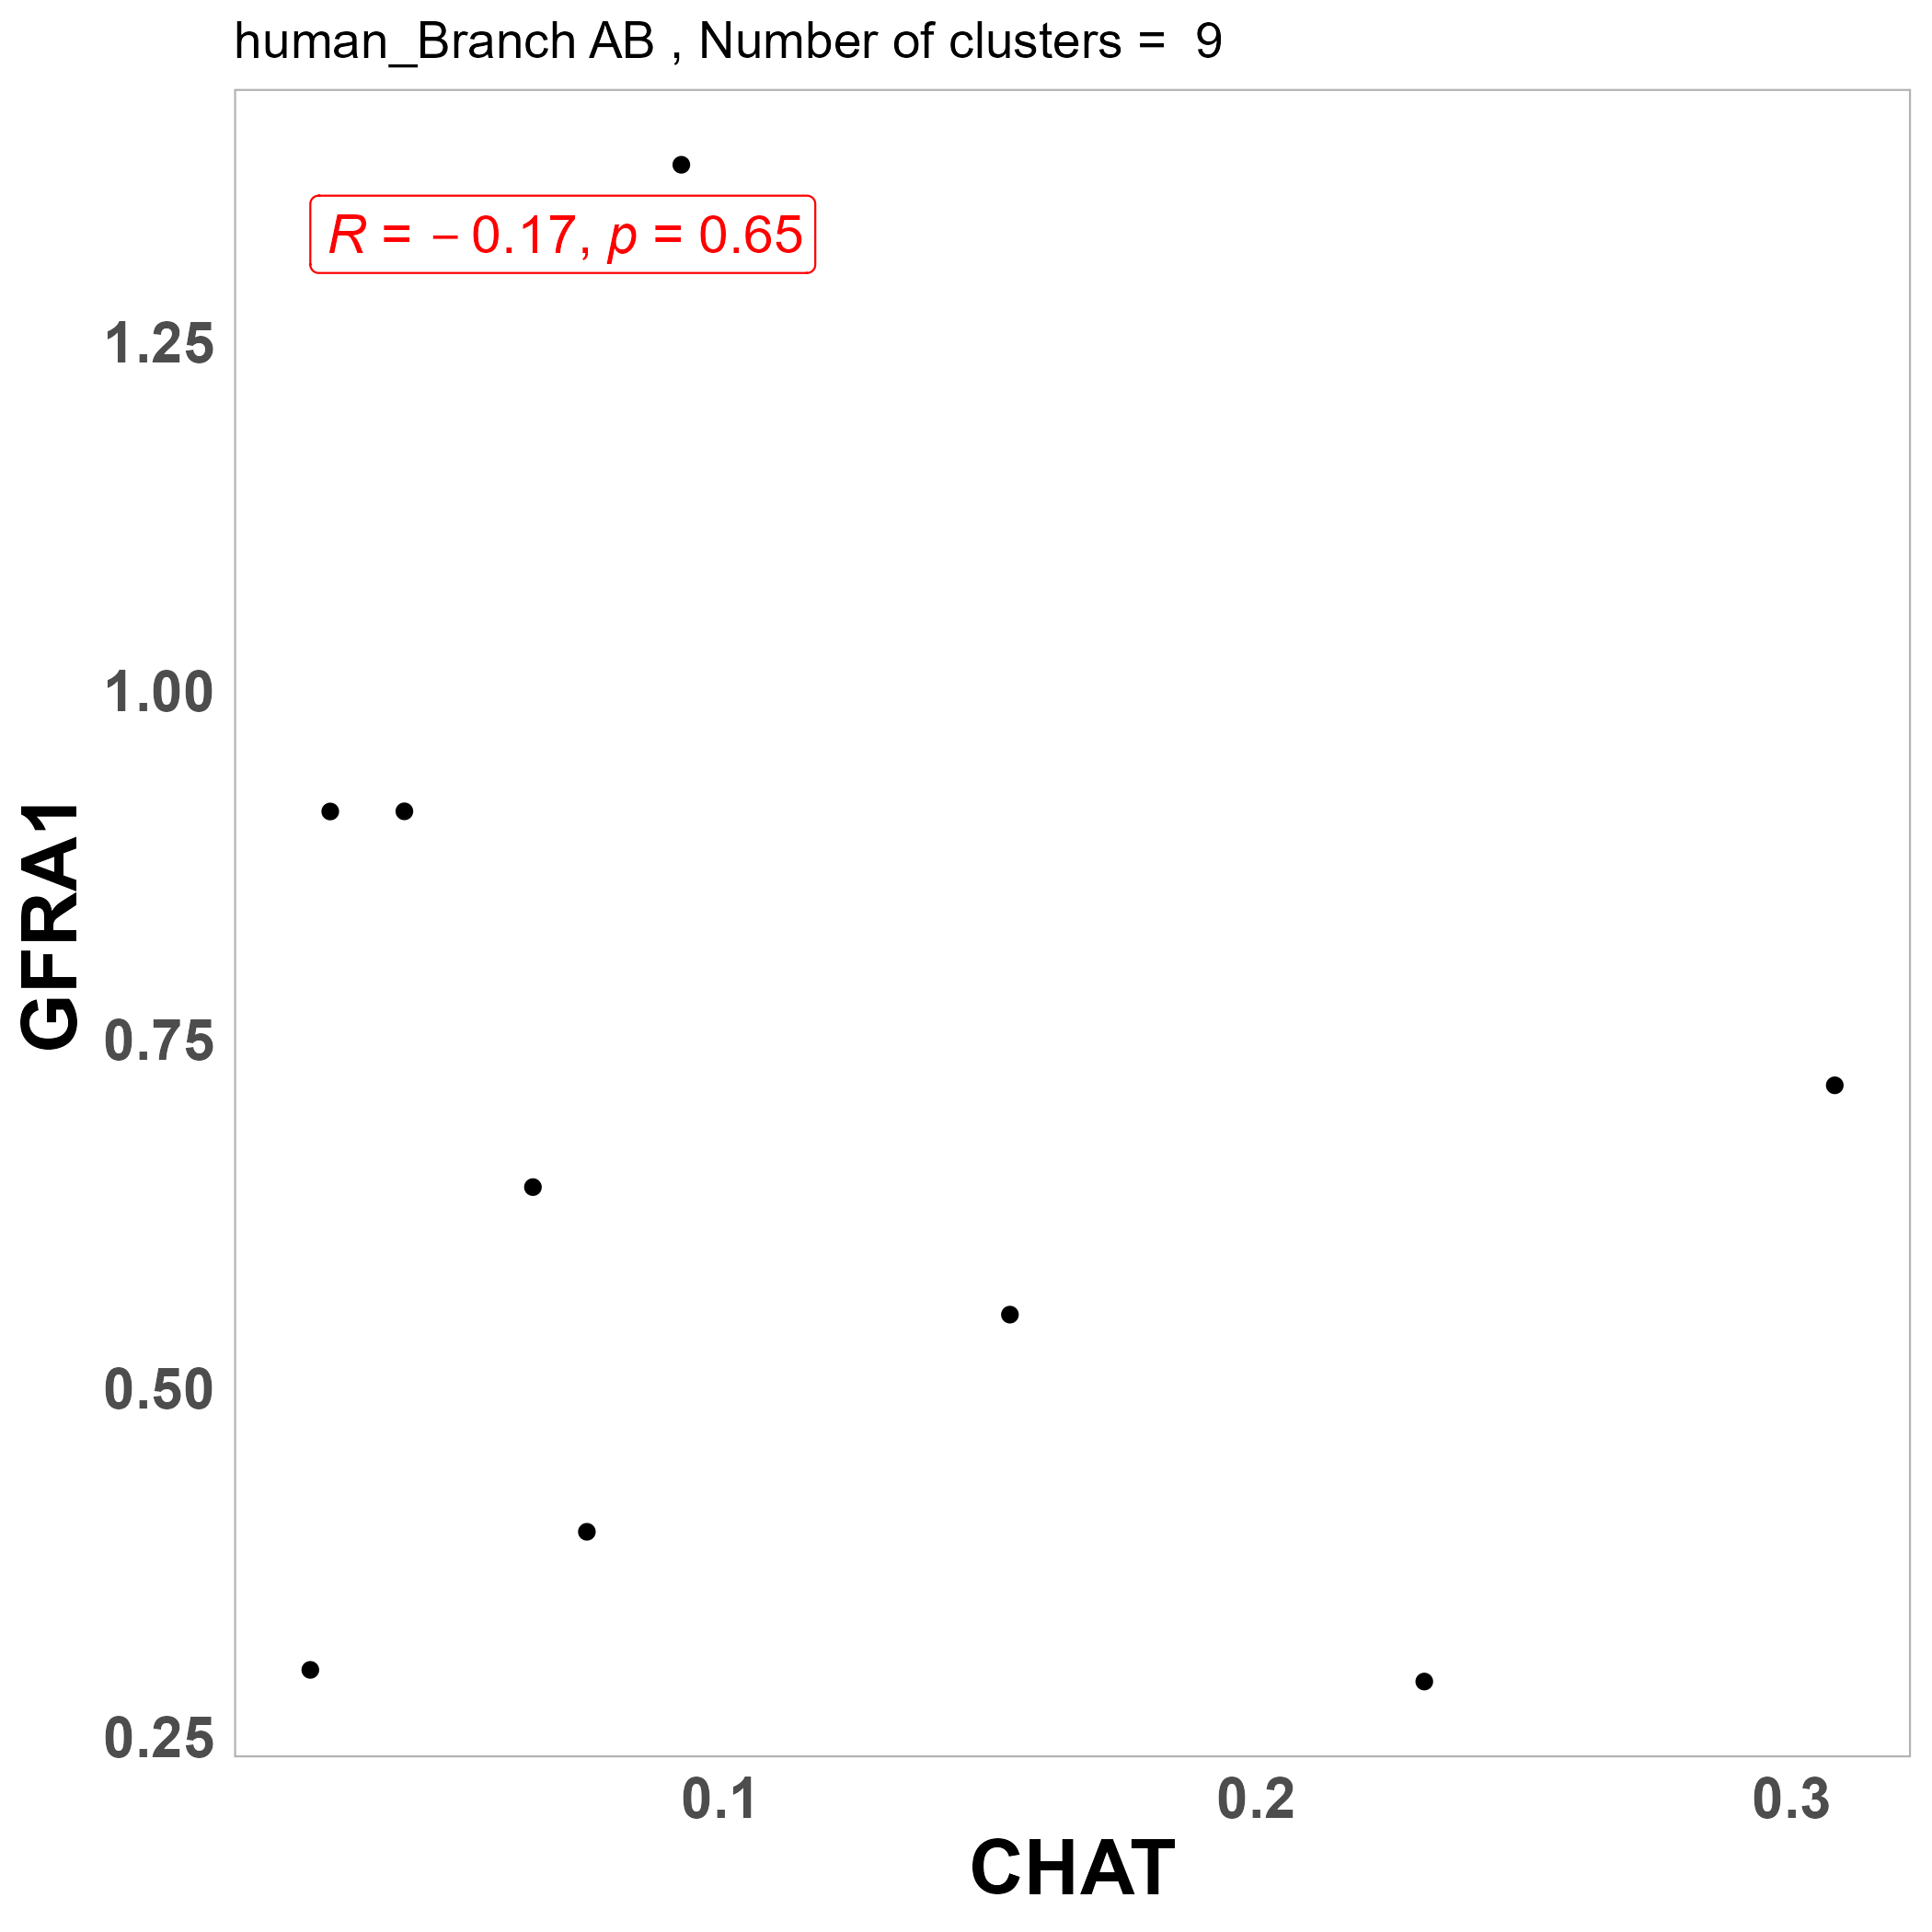 human_Branch AB , Number of clusters =  9
R = − 0.17, p = 0.65
1.25
1.00
0.75
0.50
0.25
GFRA1
0.1 0.2 0.3
CHAT